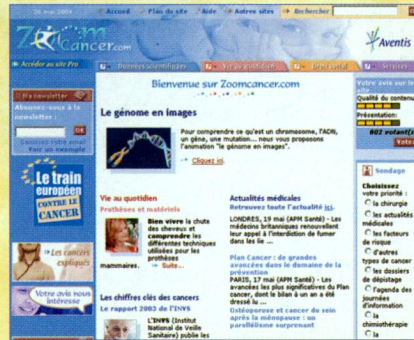 20 mai 2004
Accueil
Plan du site
Aide
Autres sites
Rechercher
OK
ZoomCancer.com
Aventis
Accéder au site Pro
Données scientifiques
Vie au quotidien
Services
Ma newsletter
Abonnez-vous à la
newsletter :
OK
Consultez votre email
Voir un exemple
Le train
européen
CONTRE LE
CANCER
Les cancers
expliqués
Votre avis nous
intéresse
Bienvenue sur Zoomcancer.com
Le génome en images
Pour comprendre ce qu'est un chromosome, l'ADN,
un gène, une mutation... nous vous proposons
l'animation "le génome en images".
Cliquez ici.
Vie au quotidien
Prothèses et matériels
Bien vivre la chute
des cheveux et
comprendre les
différentes techniques
utilisées pour les
prothèses
mammaires.
Suite...
Les chiffres clés des cancers
Le rapport 2003 de l'INVS
L'INVS (Institut
National de Veille
Sanitaire) publie les
Actualités médicales
Retrouvez toute l'actualité ici.
LONDRES, 19 mai (APM Santé) - Les
médecins britanniques renouvellent
leur appel à l'interdiction de fumer
dans les lie ...
Plan Cancer : de grandes
avancées dans le domaine de la
prévention
PARIS, 17 mai (APM Santé) - Les
avancées les plus significatives du Plan
cancer, dont le bilan à un an a été
dressé lu ...
Ostéoporose et cancer du sein
après la ménopause : un
parallélisme surprenant
Votre avis sur le
site
Qualité du contenu
Présentation:
802 votant(s
Vote
Sondage
Choisissez
votre priorité :
la chirurgie
les actualités
médicales
les facteurs
de risque
d'autres
types de cancer
les dossiers
de dépistage
l'agenda des
journées
d'information
la
chimiothérapie
la